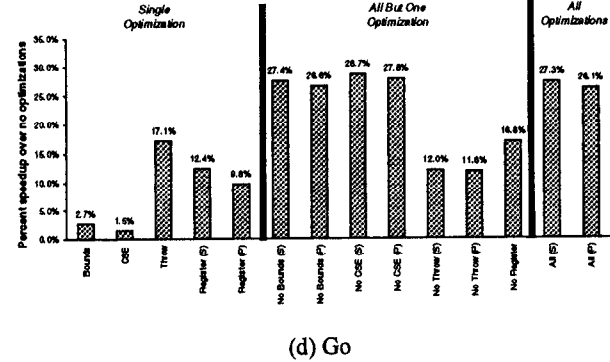 Single
Optimization
All But One
Optimization
All
Optimizations
Percent speedup over no optimizations
35.0%
30.0%
25.0%
20.0%
15.0%
10.0%
5.0%
0.0%
2.7%
1.5%
17.1%
12.4%
9.8%
27.4%
26.6%
28.7%
27.8%
12.0%
11.8%
16.8%
27.3%
26.1%
Bounds
CSE
Throw
Register (S)
Register (P)
No Bounds (S)
No Bounds (P)
No CSE (S)
No CSE (P)
No Throw (S)
No Throw (P)
No Register
All (S)
All (P)
(d) Go